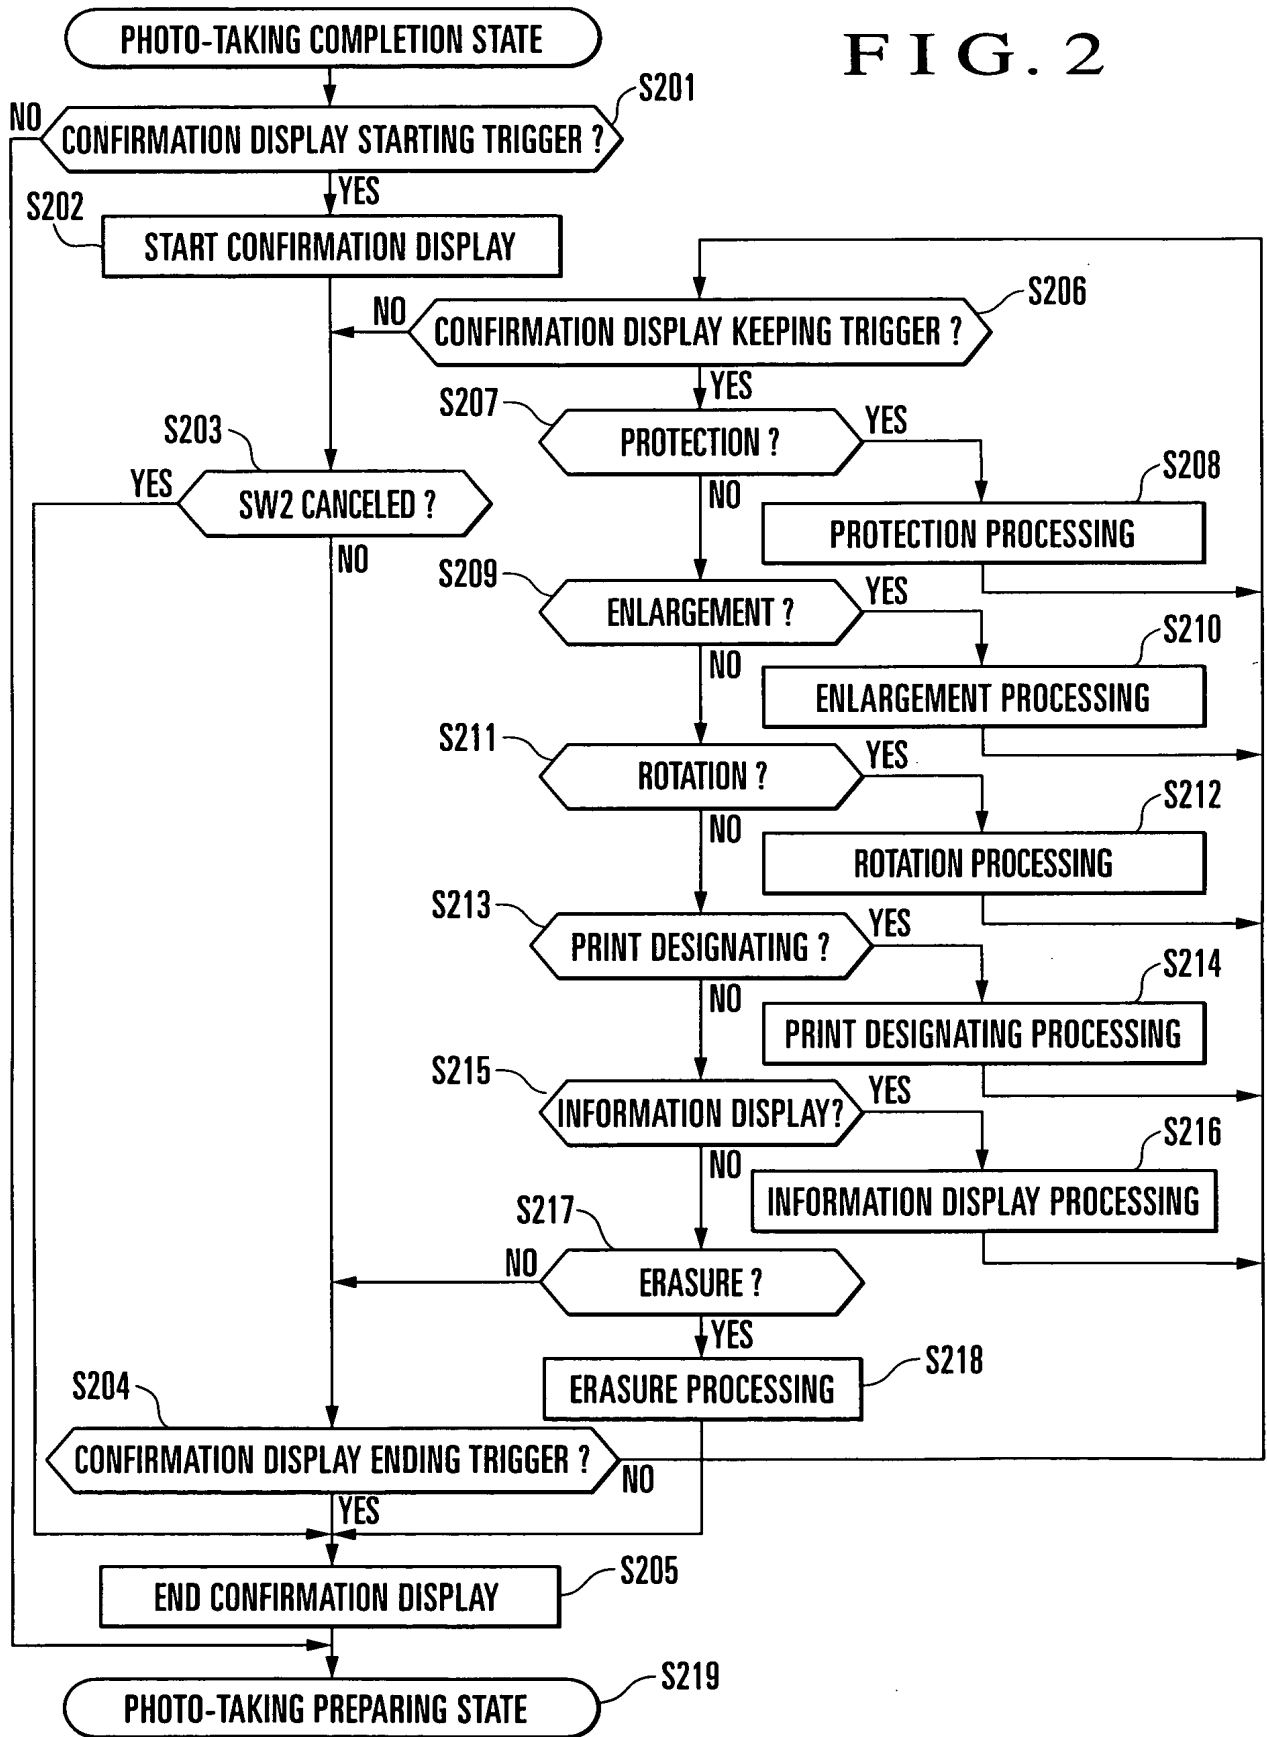 PHOTO-TAKING COMPLETION STATE
FIG. 2
S201
NO
CONFIRMATION DISPLAY STARTING TRIGGER ?
YES
S202
START CONFIRMATION DISPLAY
S206
NO
CONFIRMATION DISPLAY KEEPING TRIGGER ?
YES
S207
YES
PROTECTION ?
NO
S203
YES
SW2 CANCELED ?
NO
S208
PROTECTION PROCESSING
S209
YES
ENLARGEMENT ?
NO
S210
ENLARGEMENT PROCESSING
S211
YES
ROTATION ?
NO
S212
ROTATION PROCESSING
S213
YES
PRINT DESIGNATING ?
NO
S214
PRINT DESIGNATING PROCESSING
S215
YES
INFORMATION DISPLAY?
NO
S216
INFORMATION DISPLAY PROCESSING
S217
NO
ERASURE ?
YES
S218
ERASURE PROCESSING
S204
CONFIRMATION DISPLAY ENDING TRIGGER ?
NO
YES
S205
END CONFIRMATION DISPLAY
S219
PHOTO-TAKING PREPARING STATE